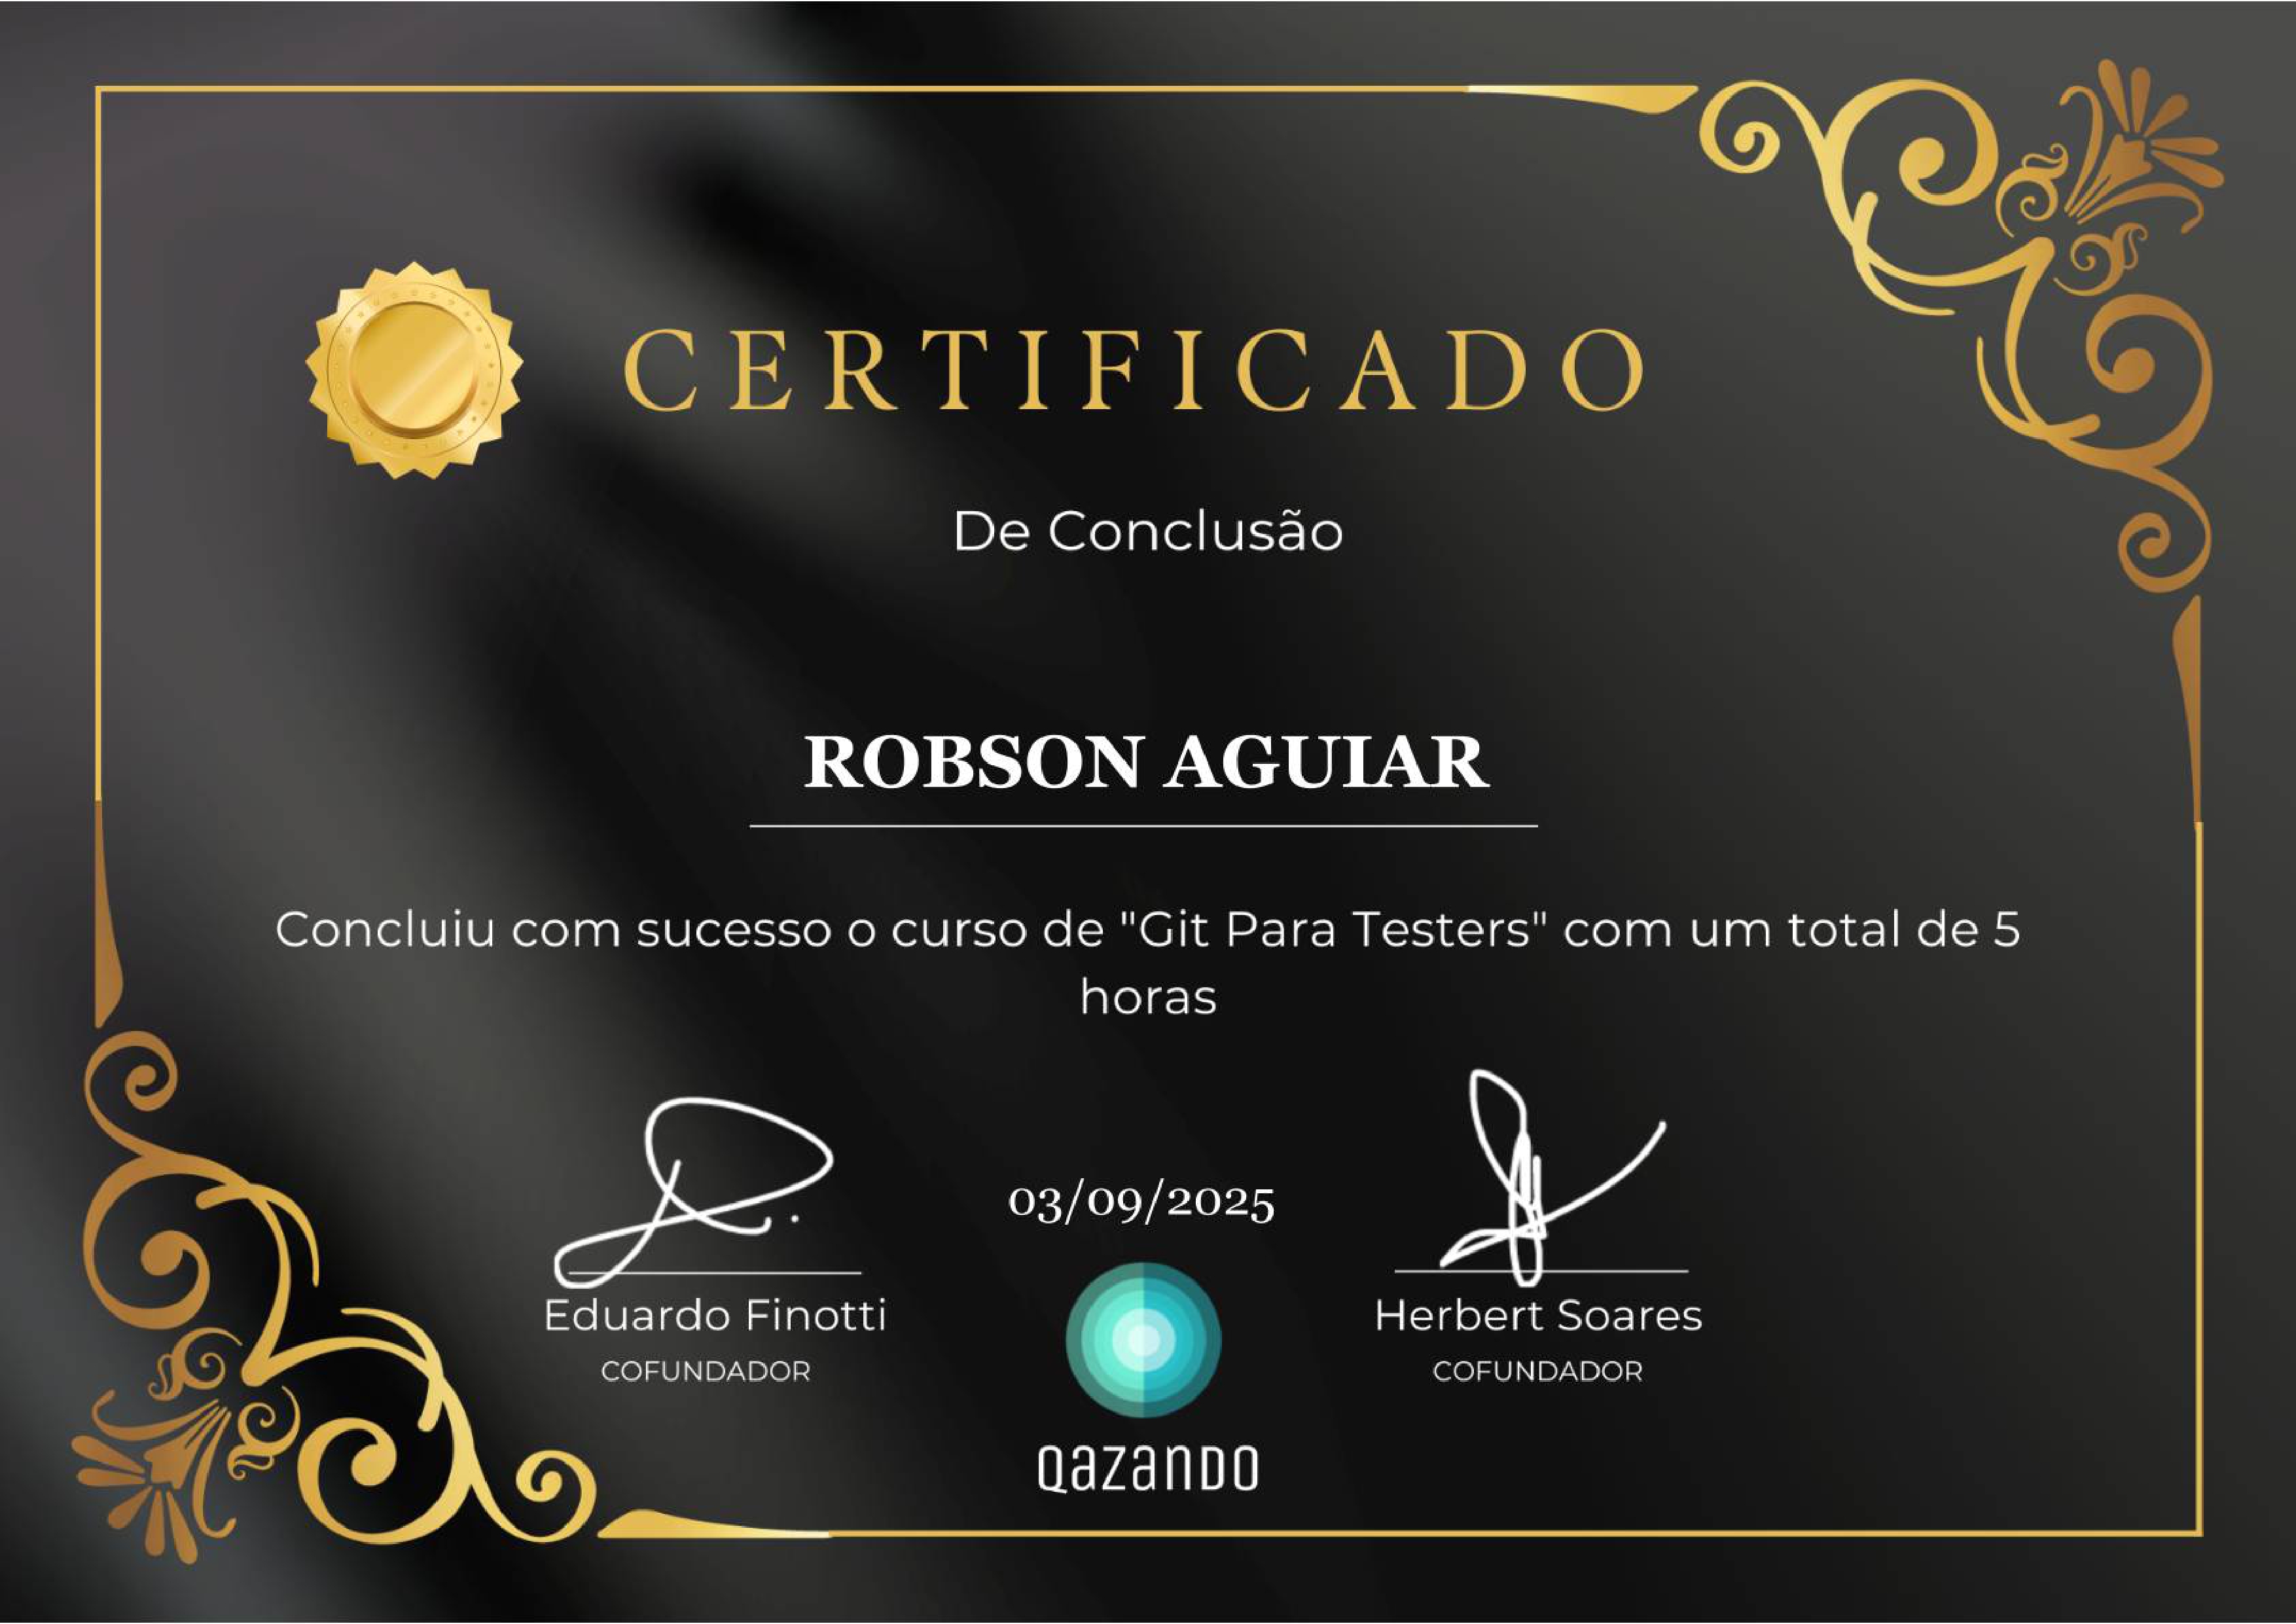 CERTIFICADO
De Conclusão
ROBSON AGUIAR
Concluiu com sucesso o curso de "Git Para Testers" com um total de 5
horas
03/09/2025
Eduardo Finotti
COFUNDADOR
Herbert Soares
COFUNDADOR
QAZANDO